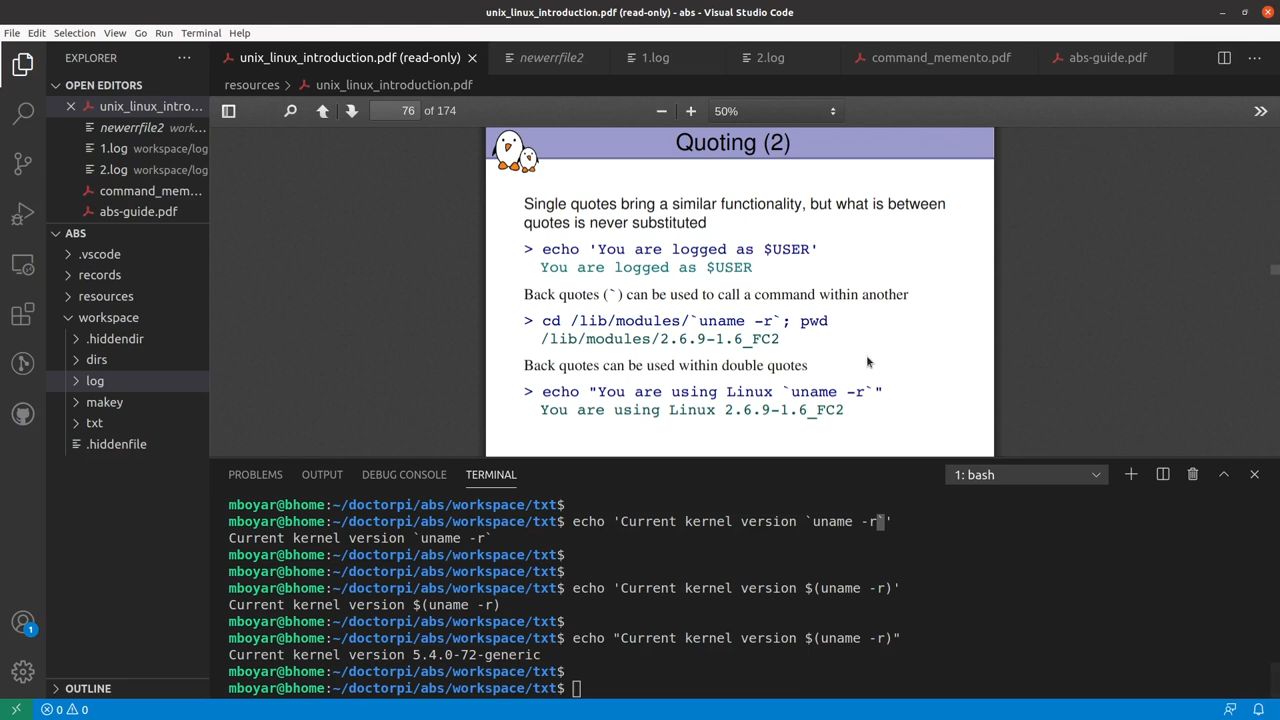 unix_linux_introduction.pdf (read-only) - abs - Visual Studio Code
File Edit Selection View Go Run Terminal Help
EXPLORER
OPEN EDITORS
unix_linux_intro...
newerrfile2 work...
1.log workspace/log
2.log workspace/log
command_mem...
abs-guide.pdf
ABS
.vscode
records
resources
workspace
.hiddendir
dirs
log
makey
txt
.hiddenfile
OUTLINE
unix_linux_introduction.pdf (read-only) newerrfile2 1.log 2.log command_memento.pdf abs-guide.pdf
resources > unix_linux_introduction.pdf
76 of 174 50%
Quoting (2)
Single quotes bring a similar functionality, but what is between
quotes is never substituted
> echo 'You are logged as $USER'
You are logged as $USER
Back quotes (`) can be used to call a command within another
> cd /lib/modules/`uname -r`; pwd
/lib/modules/2.6.9-1.6_FC2
Back quotes can be used within double quotes
> echo "You are using Linux `uname -r`"
You are using Linux 2.6.9-1.6_FC2
PROBLEMS OUTPUT DEBUG CONSOLE TERMINAL 1: bash
mboyar@bhome:~/doctorpi/abs/workspace/txt$
mboyar@bhome:~/doctorpi/abs/workspace/txt$ echo 'Current kernel version `uname -r`'
Current kernel version `uname -r`
mboyar@bhome:~/doctorpi/abs/workspace/txt$
mboyar@bhome:~/doctorpi/abs/workspace/txt$
mboyar@bhome:~/doctorpi/abs/workspace/txt$ echo 'Current kernel version $(uname -r)'
Current kernel version $(uname -r)
mboyar@bhome:~/doctorpi/abs/workspace/txt$
mboyar@bhome:~/doctorpi/abs/workspace/txt$ echo "Current kernel version $(uname -r)"
Current kernel version 5.4.0-72-generic
mboyar@bhome:~/doctorpi/abs/workspace/txt$
mboyar@bhome:~/doctorpi/abs/workspace/txt$
1
0 0